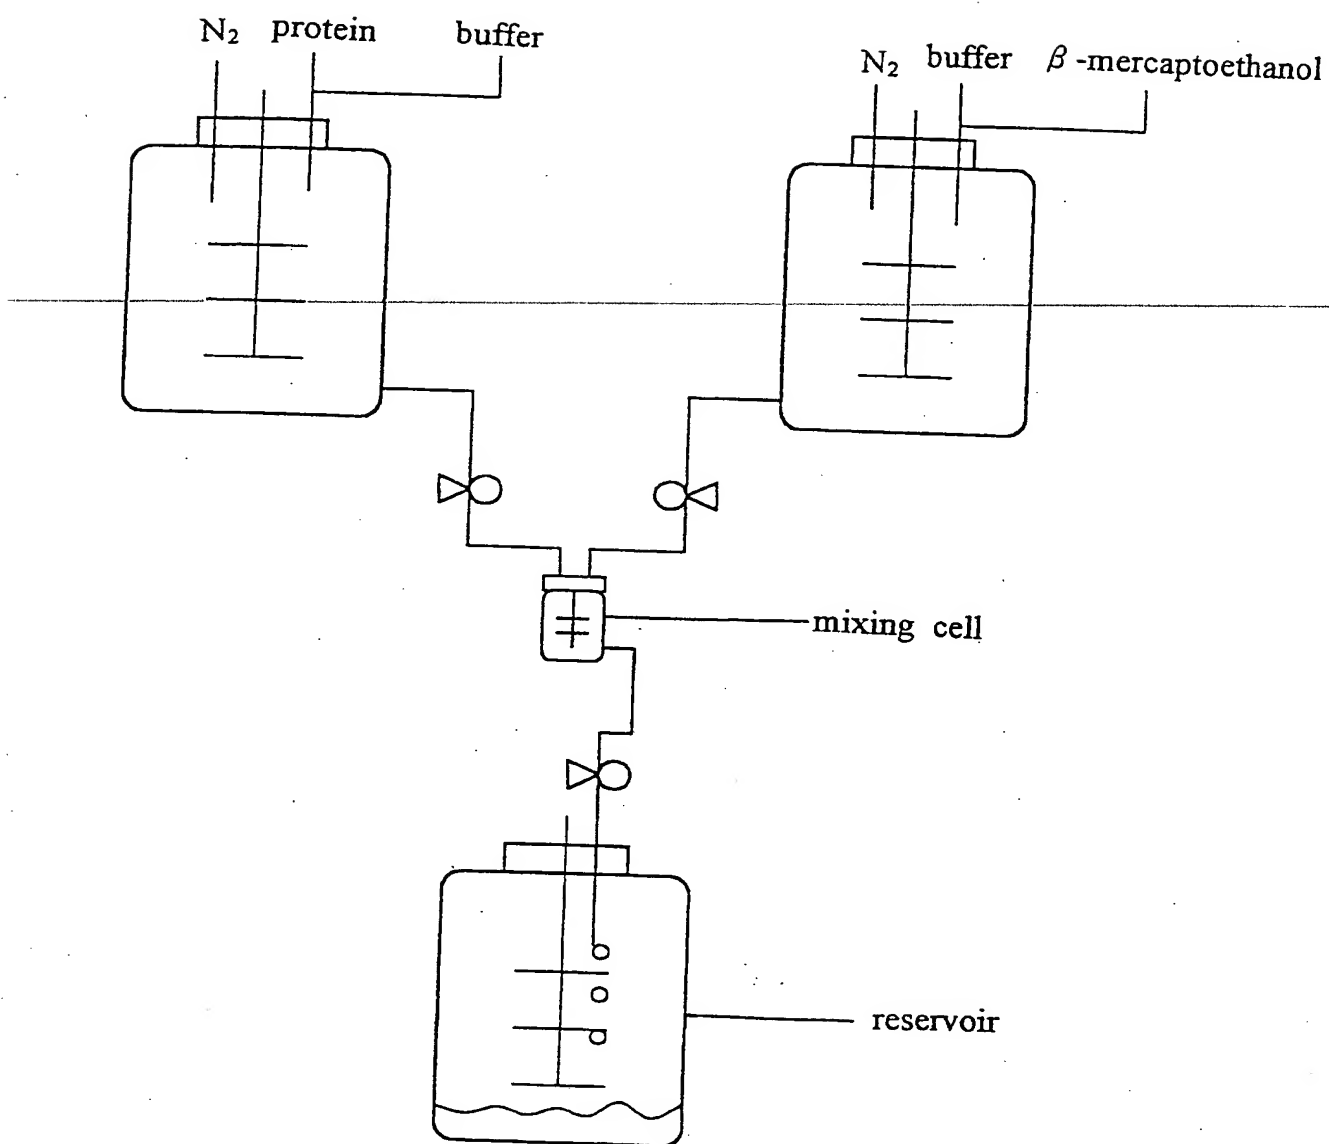 N₂ protein buffer
N₂ buffer β-mercaptoethanol
mixing cell
reservoir